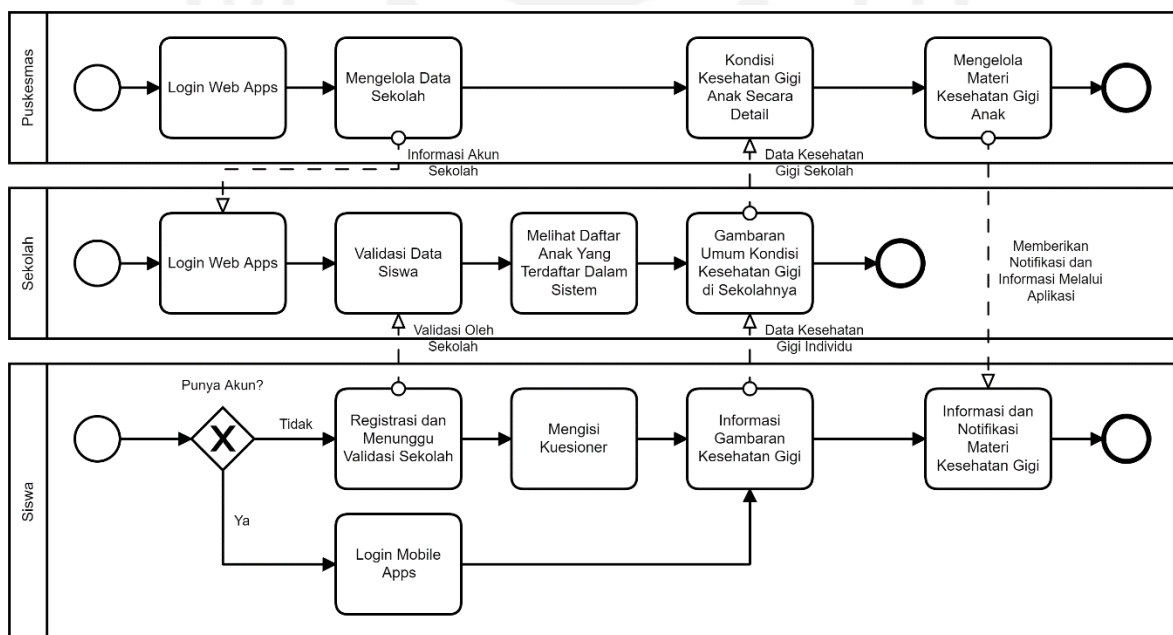 Puskesmas
Login Web Apps
Mengelola Data
Sekolah
Kondisi
Kesehatan Gigi
Anak Secara
Detail
Mengelola
Materi
Kesehatan Gigi
Anak
Informasi Akun
Sekolah
Data Kesehatan
Gigi Sekolah
Sekolah
Login Web Apps
Validasi Data
Siswa
Melihat Daftar
Anak Yang
Terdaftar Dalam
Sistem
Gambaran
Umum Kondisi
Kesehatan Gigi
di Sekolahnya
Memberikan
Notifikasi dan
Informasi Melalui
Aplikasi
Validasi Oleh
Sekolah
Data Kesehatan
Gigi Individu
Siswa
Punya Akun?
Tidak
Registrasi dan
Menunggu
Validasi Sekolah
Mengisi
Kuesioner
Informasi
Gambaran
Kesehatan Gigi
Informasi dan
Notifikasi
Materi
Kesehatan Gigi
Ya
Login Mobile
Apps